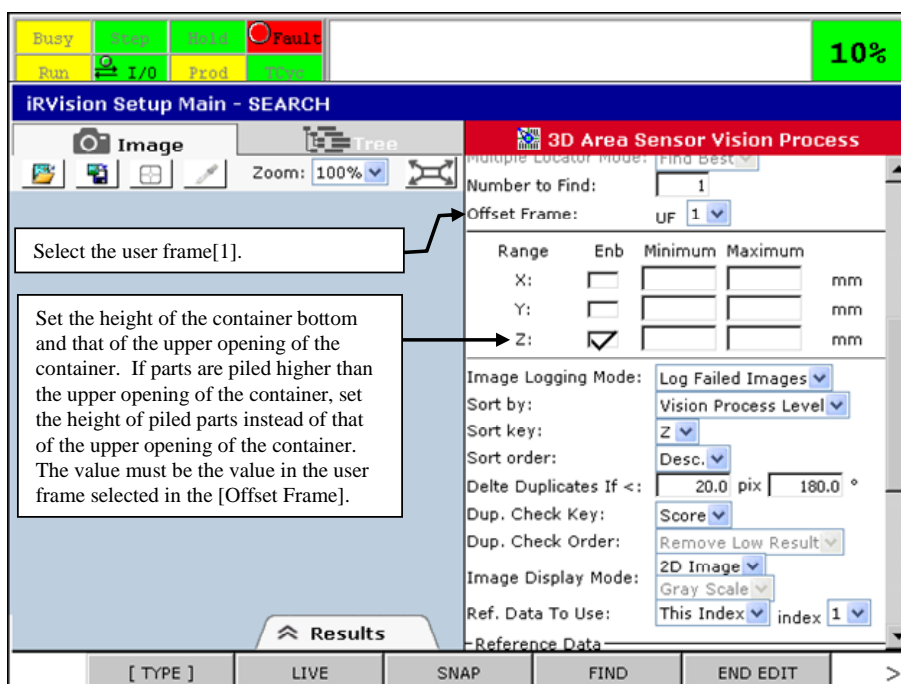 Busy Step Hold Fault
Run I/O Prod TCyc
10%
iRVision Setup Main - SEARCH
Image Tree
Zoom: 100%
3D Area Sensor Vision Process
Multiple Locator Mode: Find Best
Number to Find: 1
Offset Frame: UF 1
Select the user frame[1].
Range Enb Minimum Maximum
X: mm
Y: mm
Z: mm
Set the height of the container bottom
and that of the upper opening of the
container. If parts are piled higher than
the upper opening of the container, set
the height of piled parts instead of that
of the upper opening of the container.
The value must be the value in the user
frame selected in the [Offset Frame].
Image Logging Mode: Log Failed Images
Sort by: Vision Process Level
Sort key: Z
Sort order: Desc.
Delte Duplicates If <: 20.0 pix 180.0 °
Dup. Check Key: Score
Dup. Check Order: Remove Low Result
Image Display Mode: 2D Image
Gray Scale
Ref. Data To Use: This Index index 1
Reference Data
Results
[ TYPE ] LIVE SNAP FIND END EDIT >